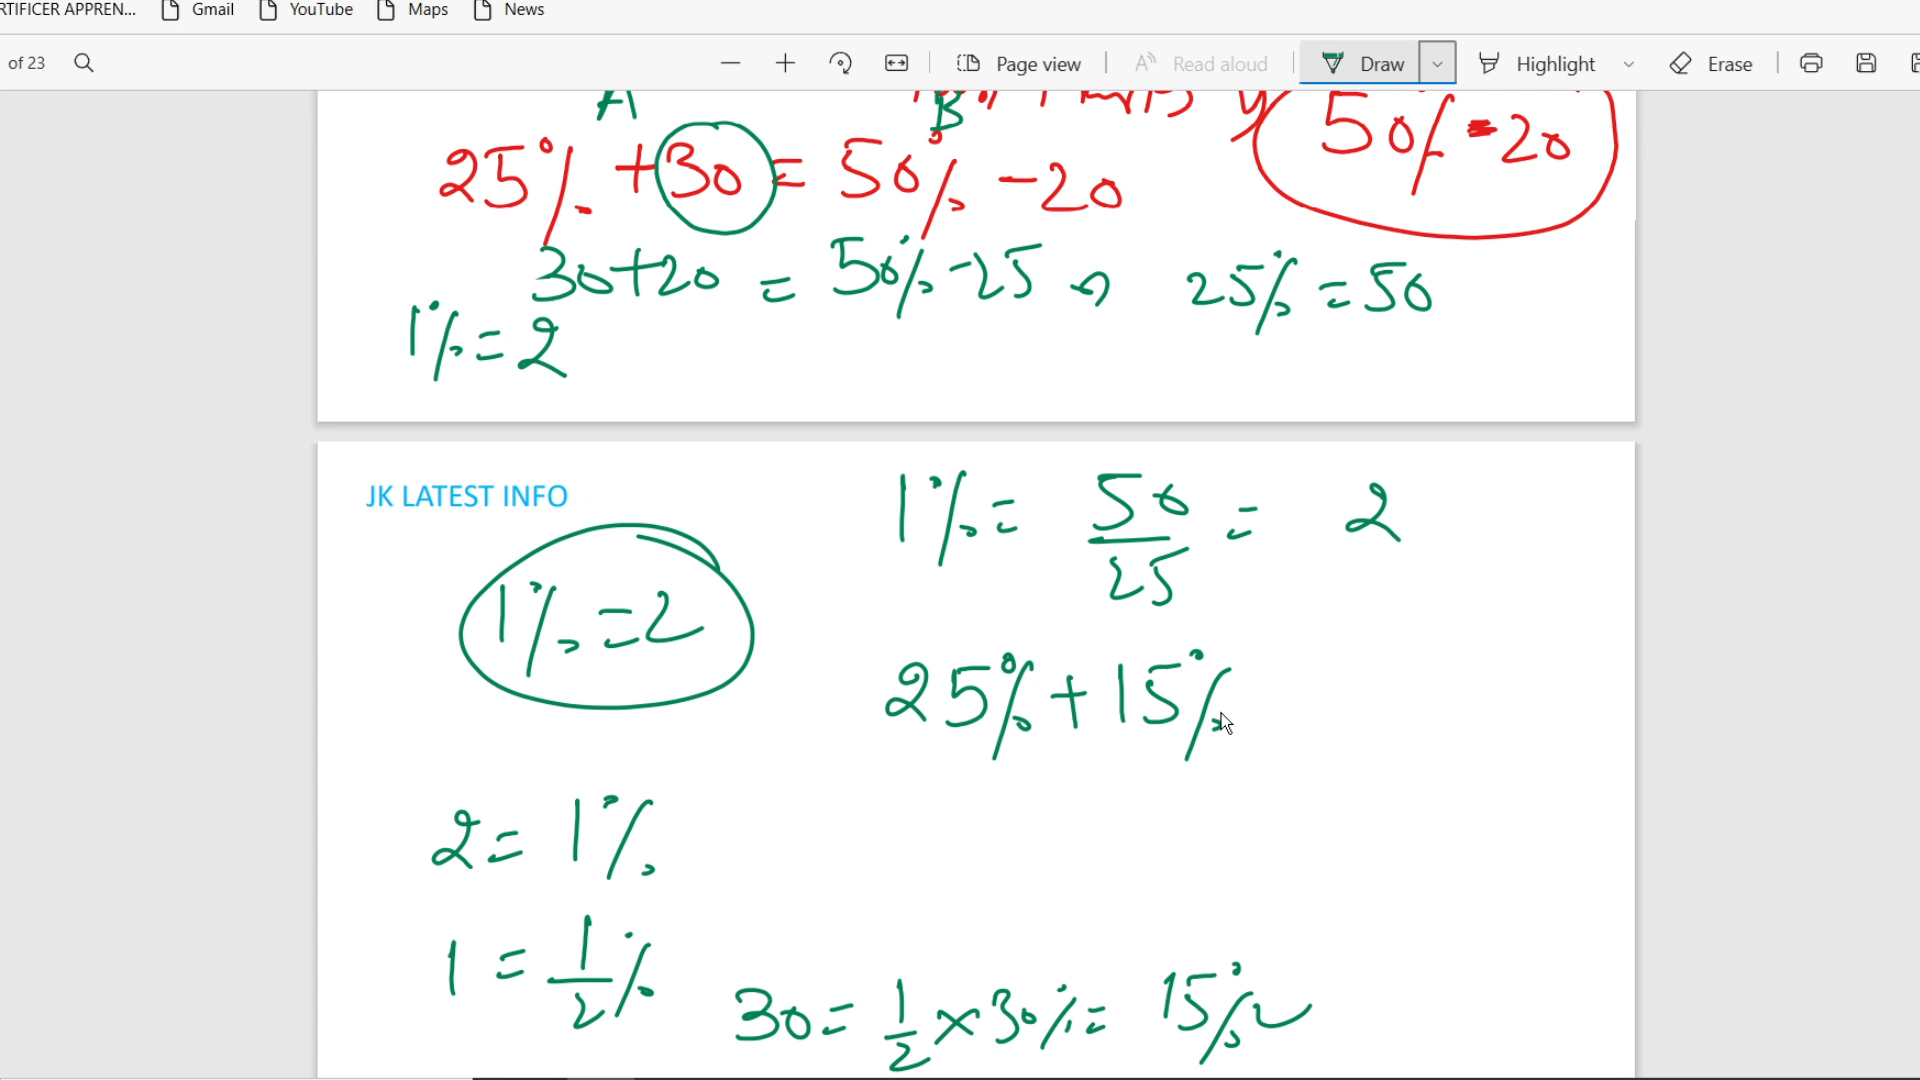 RTIFICER APPREN... Gmail YouTube Maps News
of 23 Page view Read aloud Draw Highlight Erase
A B 50% - 20
25% + 30 = 50% - 20
30+20 = 50% - 25 25% = 50
1% = 2
JK LATEST INFO
1% = 50/25 = 2
1% = 2
25% + 15%
2 = 1%
1 = 1/2 %
30 = 1/2 × 30% = 15%